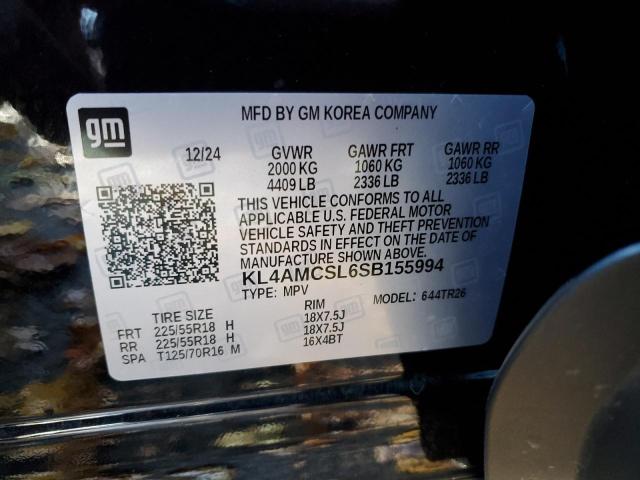 MFD BY GM KOREA COMPANY
gm
12/24 GVWR GAWR FRT GAWR RR
2000 KG 1060 KG 1060 KG
4409 LB 2336 LB 2336 LB
THIS VEHICLE CONFORMS TO ALL
APPLICABLE U.S. FEDERAL MOTOR
VEHICLE SAFETY AND THEFT PREVENTION
STANDARDS IN EFFECT ON THE DATE OF
MANUFACTURE SHOWN ABOVE.
KL4AMCSL6SB155994
TYPE: MPV MODEL: 644TR26
TIRE SIZE RIM
FRT 225/55R18 H 18X7.5J
RR 225/55R18 H 18X7.5J
SPA T125/70R16 M 16X4BT